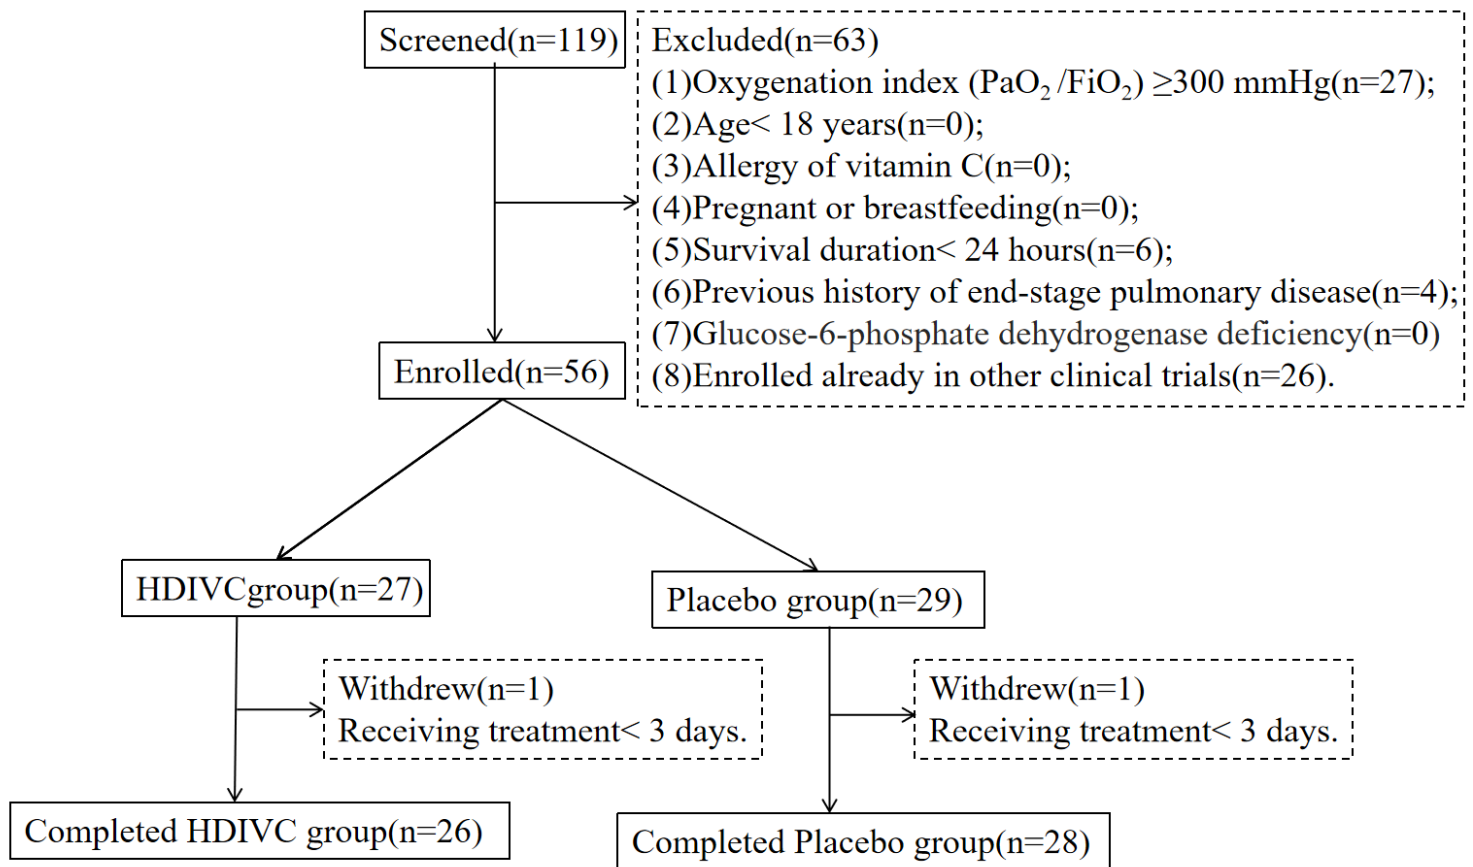 Screened(n=119)
Excluded(n=63)
(1)Oxygenation index (PaO₂/FiO₂) ≥300 mmHg(n=27);
(2)Age< 18 years(n=0);
(3)Allergy of vitamin C(n=0);
(4)Pregnant or breastfeeding(n=0);
(5)Survival duration< 24 hours(n=6);
(6)Previous history of end-stage pulmonary disease(n=4);
(7)Glucose-6-phosphate dehydrogenase deficiency(n=0)
(8)Enrolled already in other clinical trials(n=26).
Enrolled(n=56)
HDIVCgroup(n=27)
Placebo group(n=29)
Withdrew(n=1)
Receiving treatment< 3 days.
Withdrew(n=1)
Receiving treatment< 3 days.
Completed HDIVC group(n=26)
Completed Placebo group(n=28)